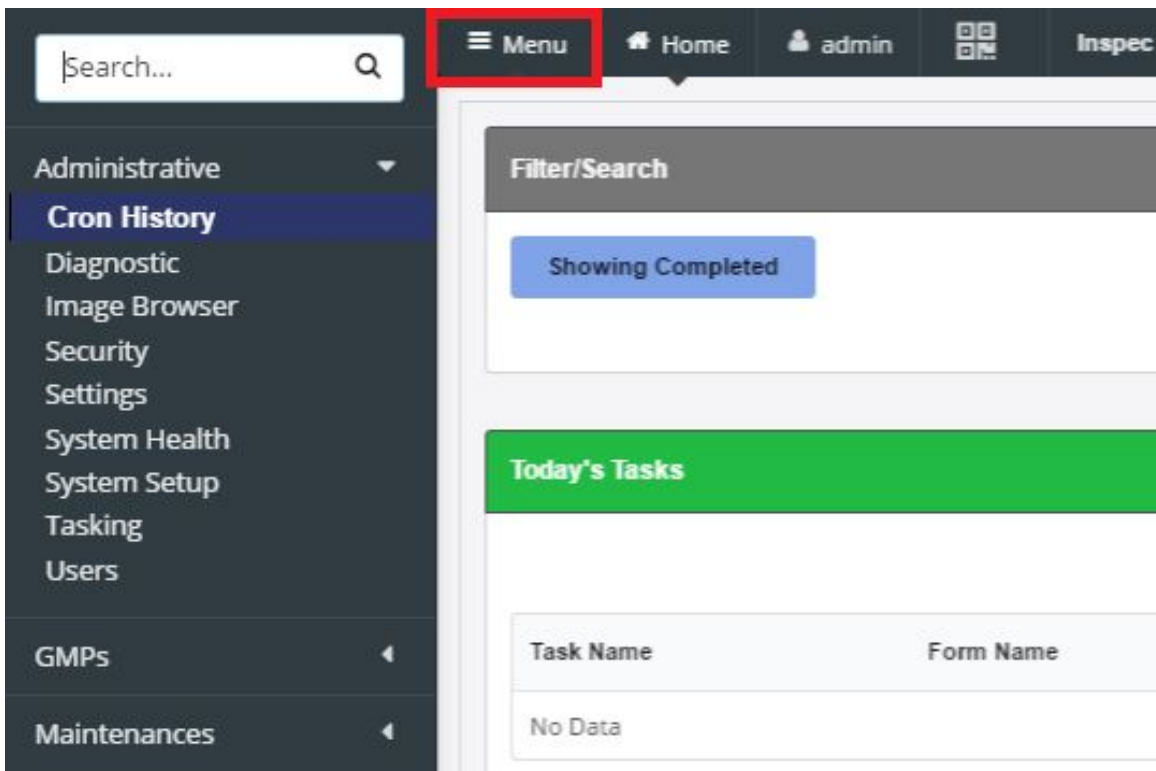 Search...
Menu
Home
admin
Inspec
Administrative
Cron History
Diagnostic
Image Browser
Security
Settings
System Health
System Setup
Tasking
Users
GMPs
Maintenances
Filter/Search
Showing Completed
Today's Tasks
Task Name Form Name
No Data